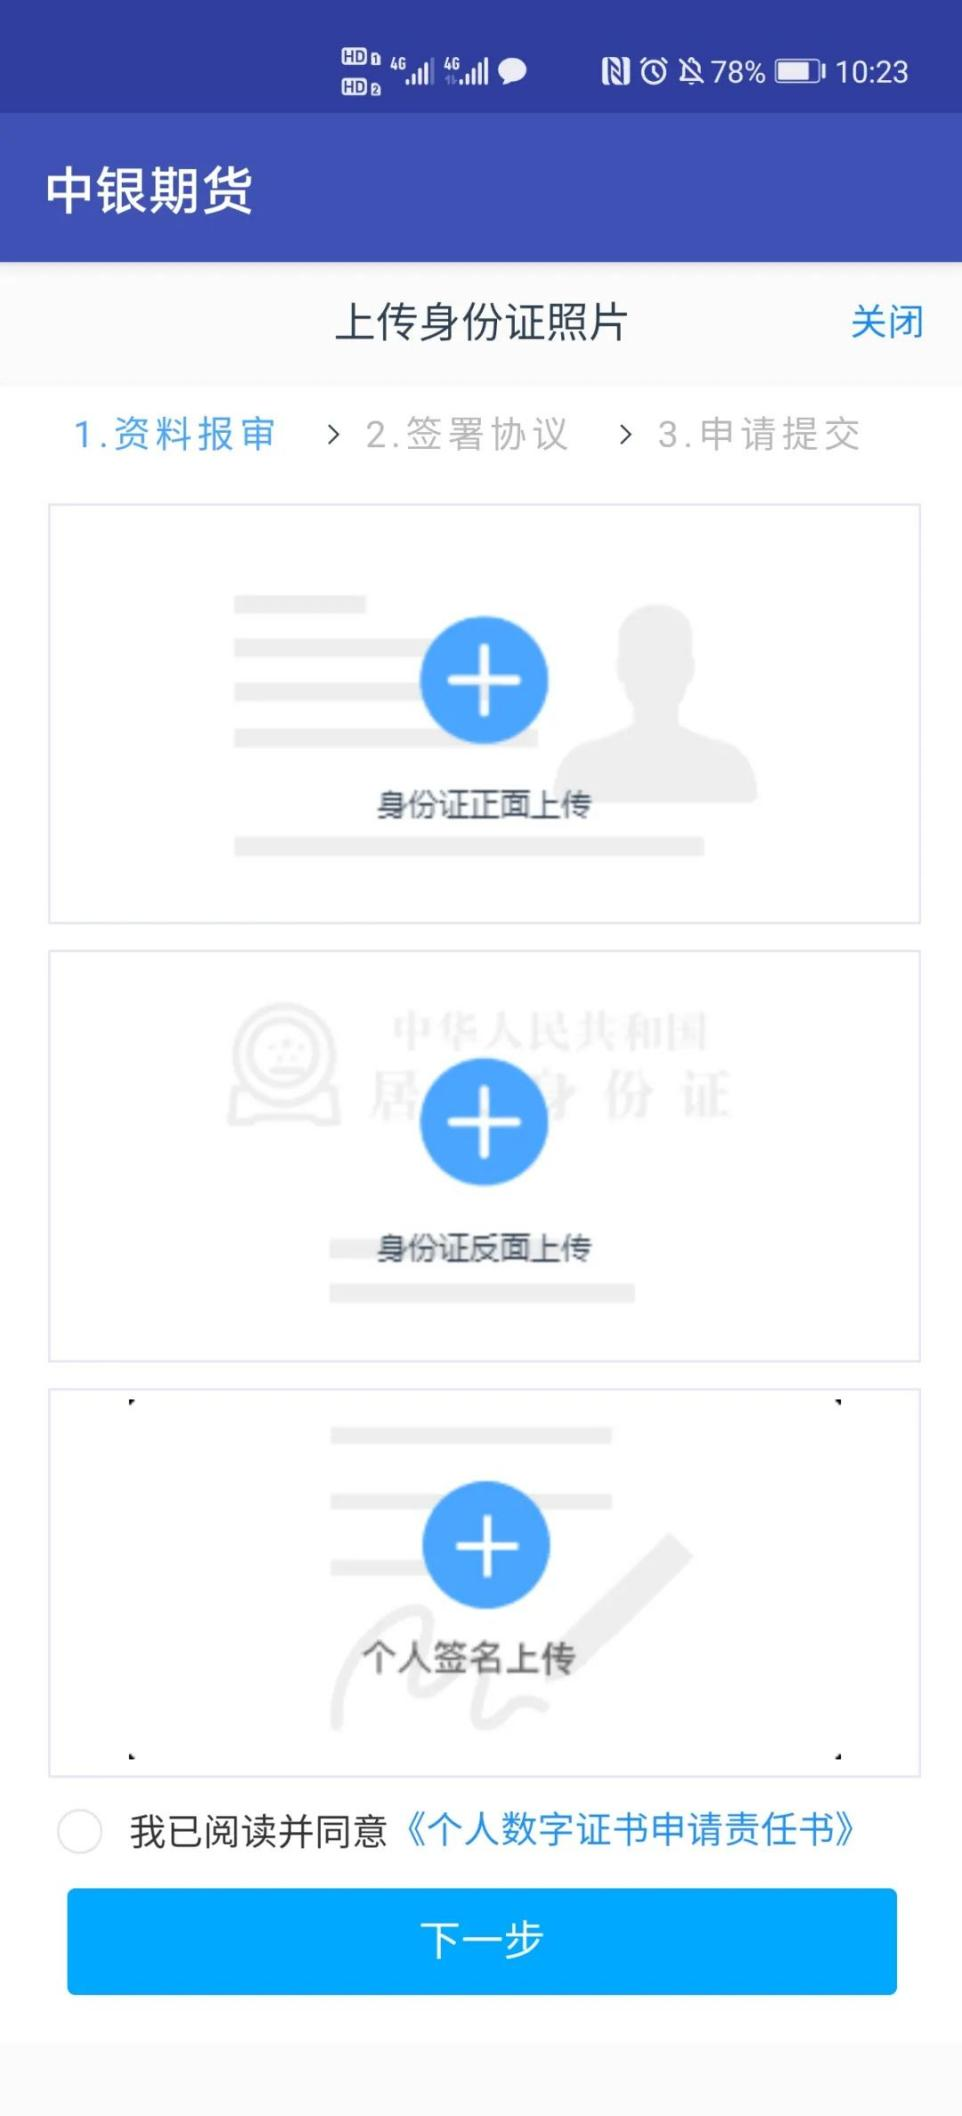 HD 1 4G 4G 78% 10:23
HD 2
中银期货
上传身份证照片 关闭
1.资料报审 > 2.签署协议 > 3.申请提交
身份证正面上传
中华人民共和国
居 身份证
身份证反面上传
个人签名上传
我已阅读并同意《个人数字证书申请责任书》
下一步